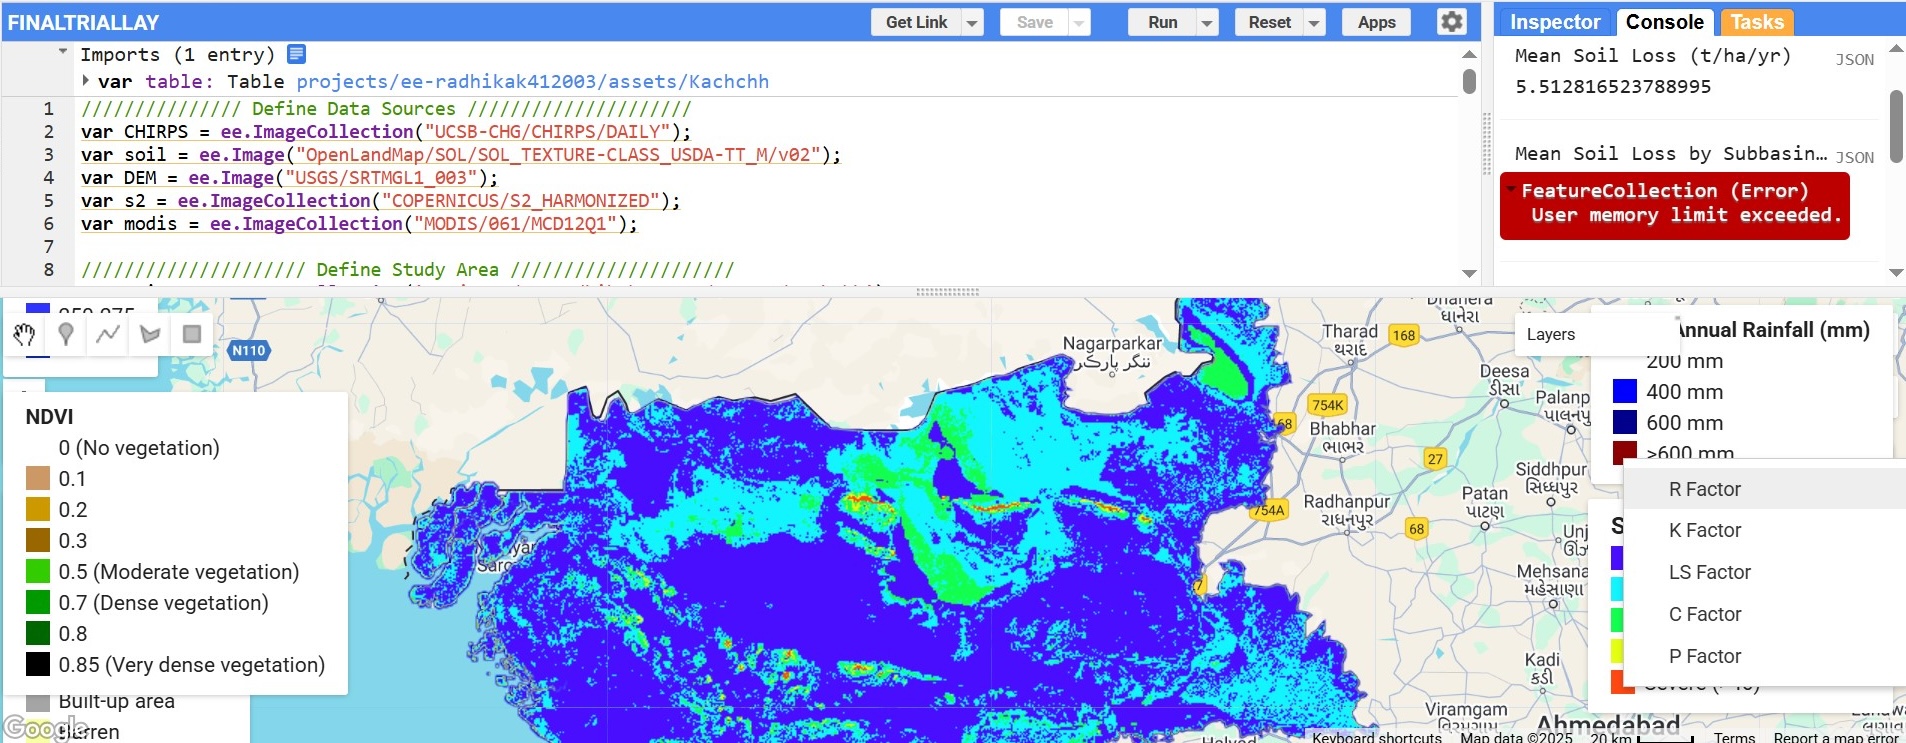 FINALTRIALLAY
Get Link
Save
Run
Reset
Apps
Inspector
Console
Tasks
Imports (1 entry)
var table: Table projects/ee-radhikak412003/assets/Kachchh
1 /////////////// Define Data Sources /////////////////////
2 var CHIRPS = ee.ImageCollection("UCSB-CHG/CHIRPS/DAILY");
3 var soil = ee.Image("OpenLandMap/SOL/SOL_TEXTURE-CLASS_USDA-TT_M/v02");
4 var DEM = ee.Image("USGS/SRTMGL1_003");
5 var s2 = ee.ImageCollection("COPERNICUS/S2_HARMONIZED");
6 var modis = ee.ImageCollection("MODIS/061/MCD12Q1");
7
8 ///////////////////// Define Study Area /////////////////////
Mean Soil Loss (t/ha/yr)
JSON
5.512816523788995
Mean Soil Loss by Subbasin…
JSON
FeatureCollection (Error)
User memory limit exceeded.
N110
NDVI
0 (No vegetation)
0.1
0.2
0.3
0.5 (Moderate vegetation)
0.7 (Dense vegetation)
0.8
0.85 (Very dense vegetation)
Built-up area
Barren
Google
Nagarparkar
ننگر پارڪر
Tharad
થરાદ
168
Deesa
ડીસા
754K
68
Bhabhar
ભાભર
27
Siddhpur
સિધ્ધપુર
Radhanpur
રાધનપુર
Patan
પાટણ
754A
68
7
Mehsana
મહેસાણા
Kadi
કડી
Viramgam
વિરમગામ
Ahmedabad
Layers
Annual Rainfall (mm)
200 mm
400 mm
600 mm
>600 mm
R Factor
K Factor
LS Factor
C Factor
P Factor
Keyboard shortcuts
Map data ©2025
20 km
Terms
Report a map error